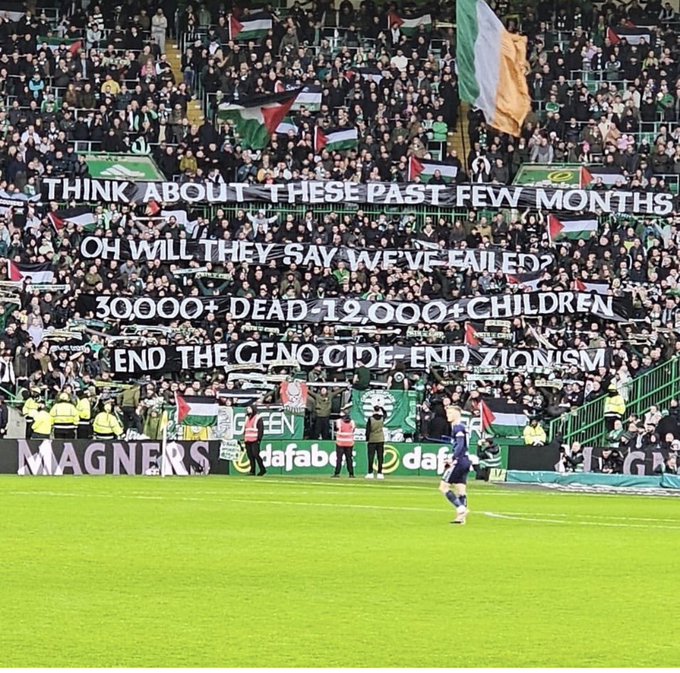 THINK ABOUT THESE PAST FEW MONTHS
OH WILL THEY SAY WE'VE FAILED?
30,000+ DEAD-12,000+CHILDREN
END THE GENOCIDE-END ZIONISM
GREEN
MAGNERS
dafabet
dafa